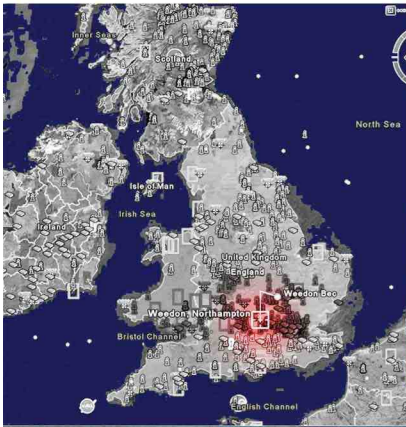 Inner Seas
Scotland
North Sea
Isle of Man
Irish Sea
Ireland
United Kingdom
England
Weedon Bec
Weedon, Northampton
Bristol Channel
English Channel